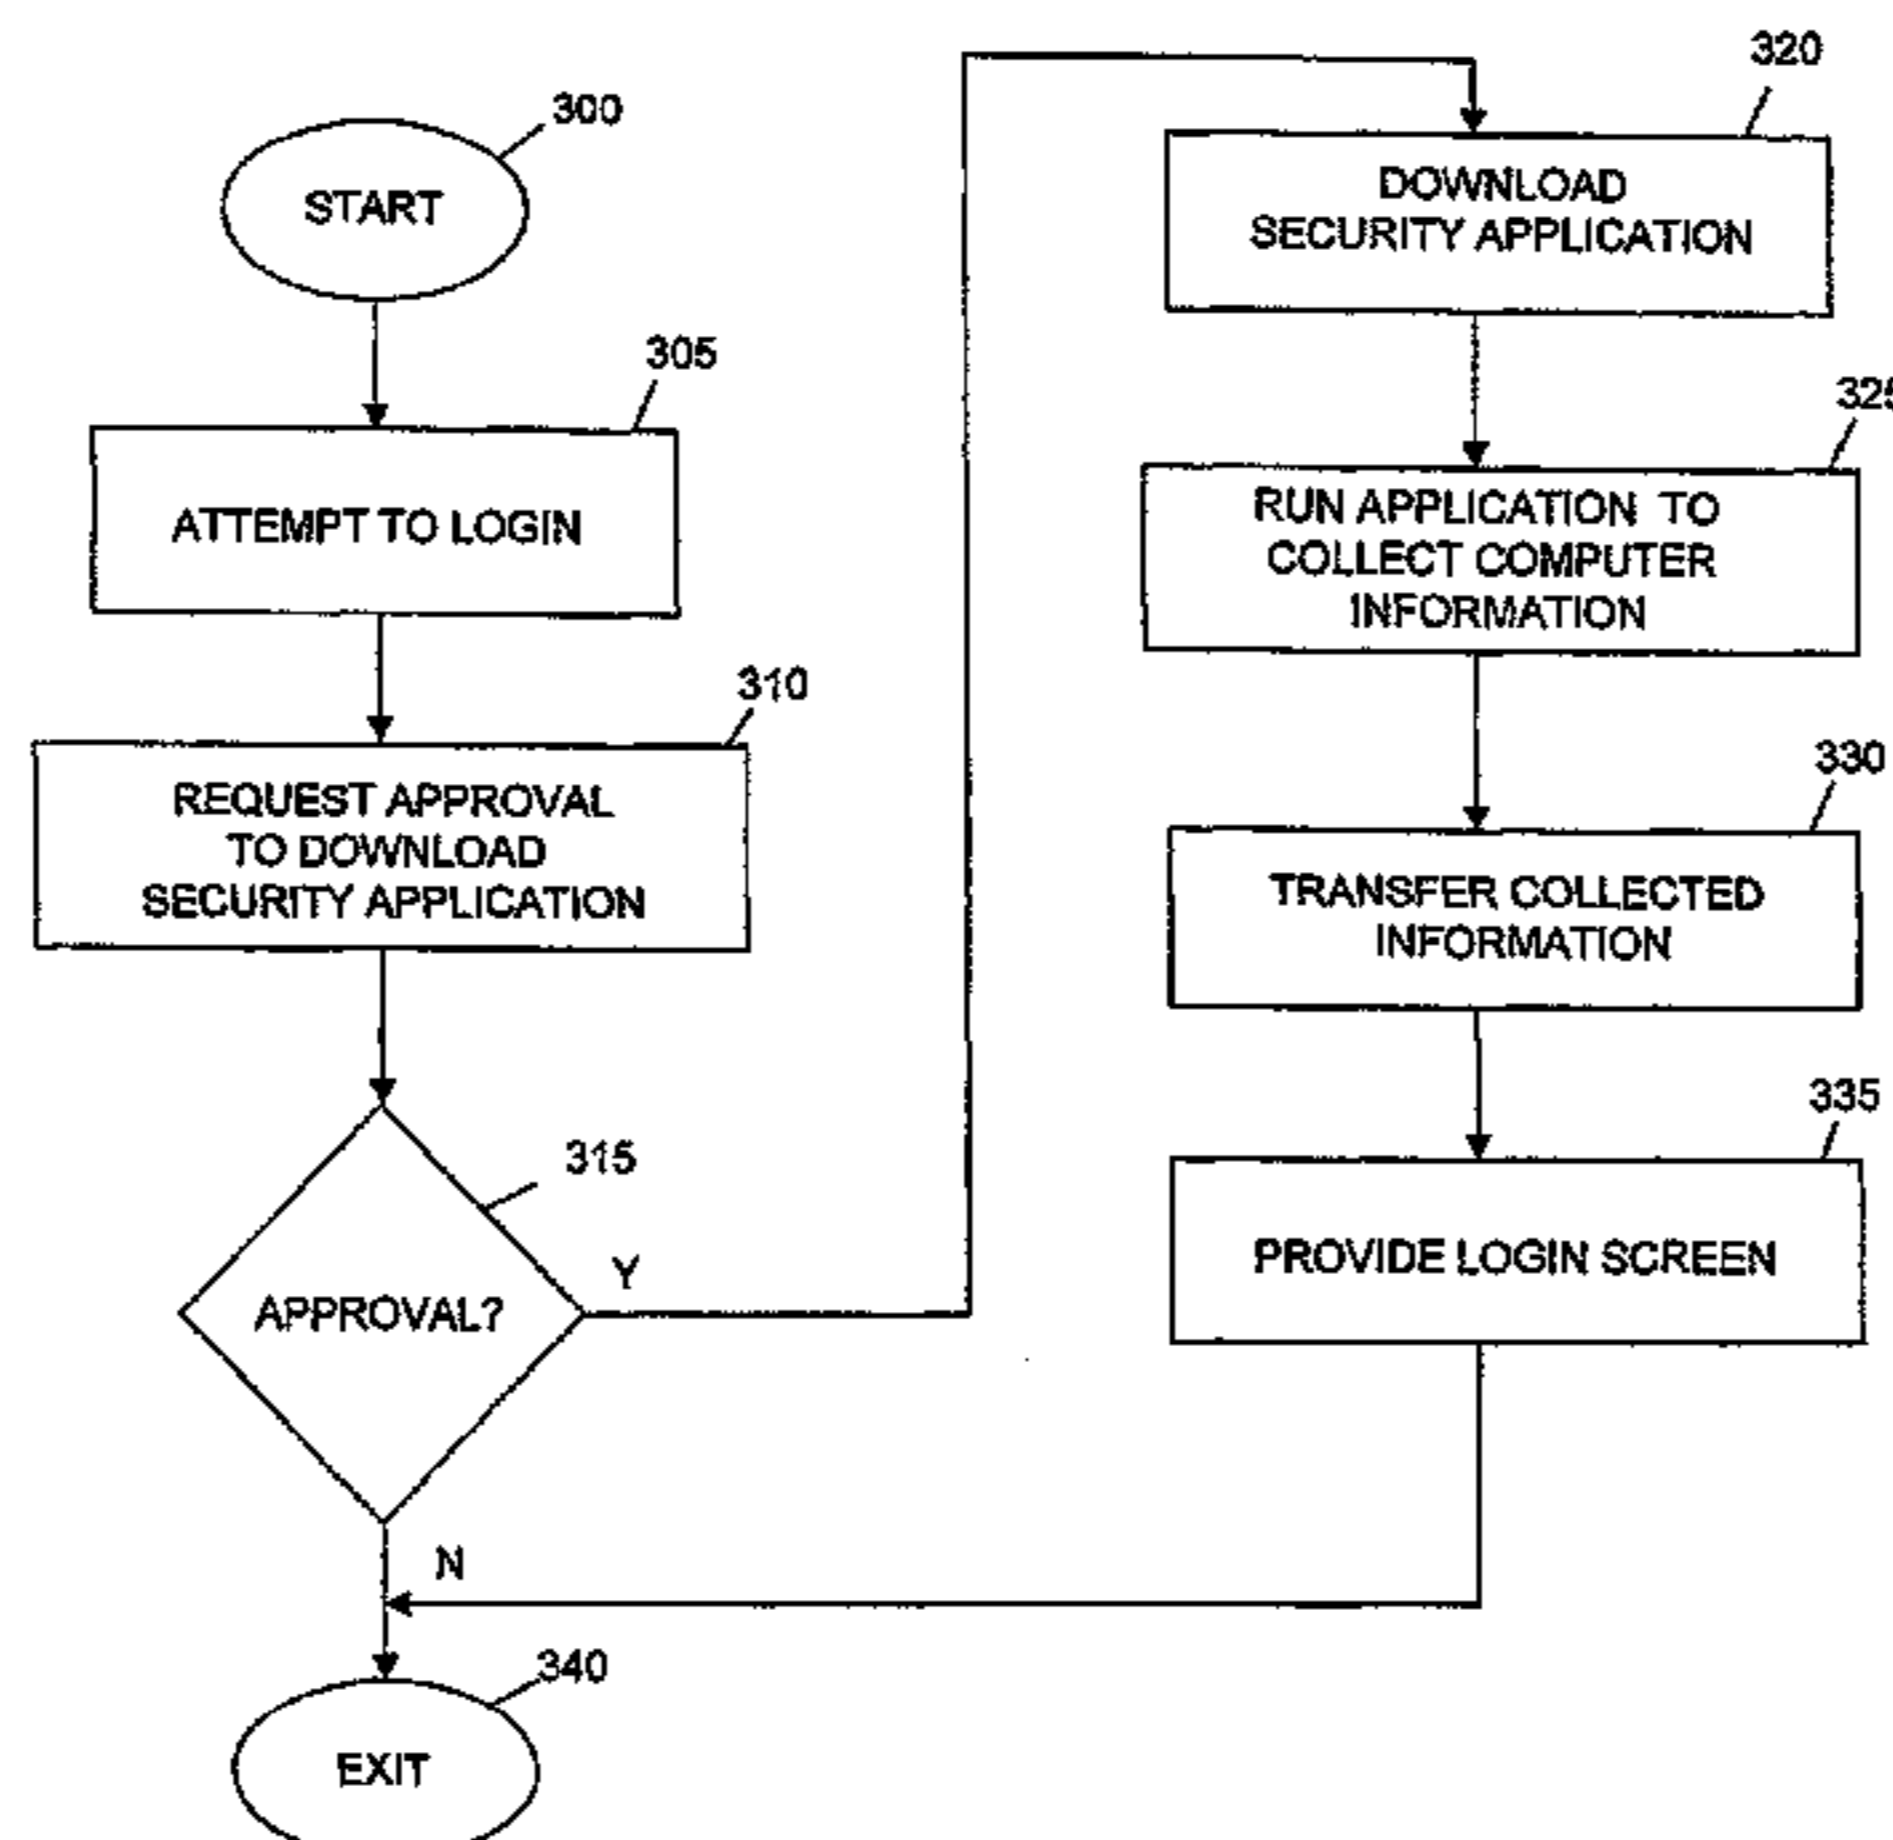 300
START
305
ATTEMPT TO LOGIN
310
REQUEST APPROVAL
TO DOWNLOAD
SECURITY APPLICATION
315
APPROVAL?
Y
N
340
EXIT
320
DOWNLOAD
SECURITY APPLICATION
325
RUN APPLICATION TO
COLLECT COMPUTER
INFORMATION
330
TRANSFER COLLECTED
INFORMATION
335
PROVIDE LOGIN SCREEN